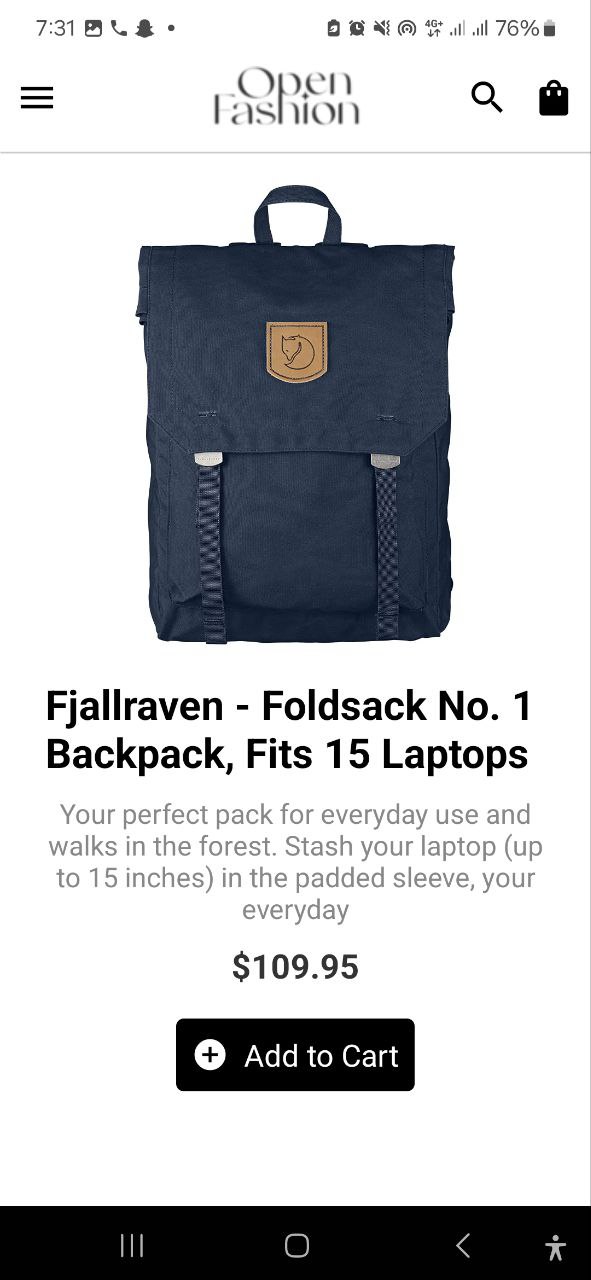 7:31 4G+ 76%
Open
Fashion
Fjallraven - Foldsack No. 1
Backpack, Fits 15 Laptops
Your perfect pack for everyday use and
walks in the forest. Stash your laptop (up
to 15 inches) in the padded sleeve, your
everyday
$109.95
Add to Cart